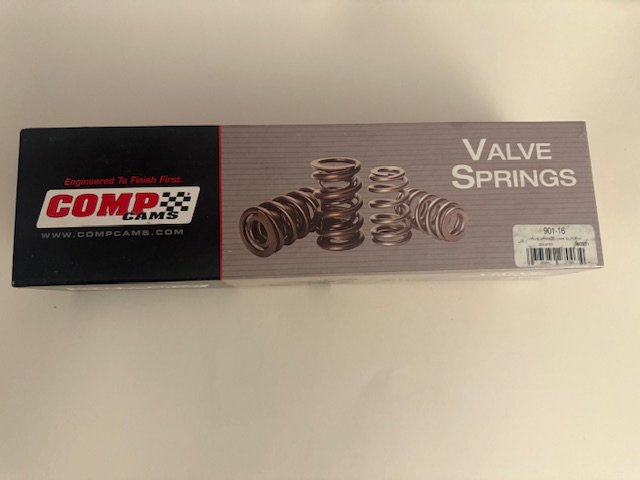 Engineered To Finish First.
COMP
CAMS
WWW.COMPCAMS.COM
VALVE
SPRINGS
901-16